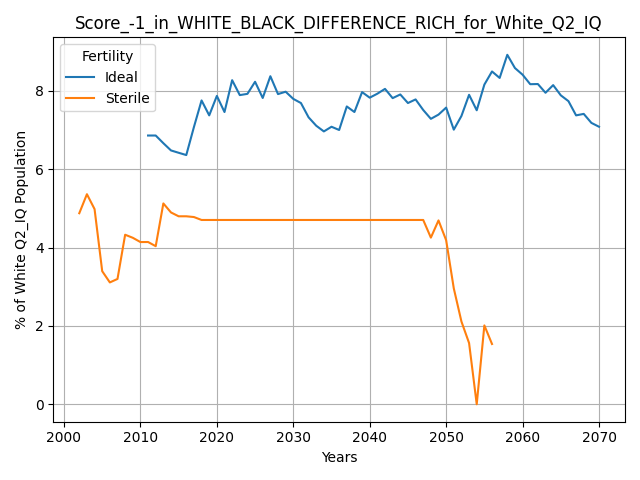 Score_-1_in_WHITE_BLACK_DIFFERENCE_RICH_for_White_Q2_IQ
Fertility
Ideal
Sterile
% of White Q2_IQ Population
8
6
4
2
0
2000 2010 2020 2030 2040 2050 2060 2070
Years